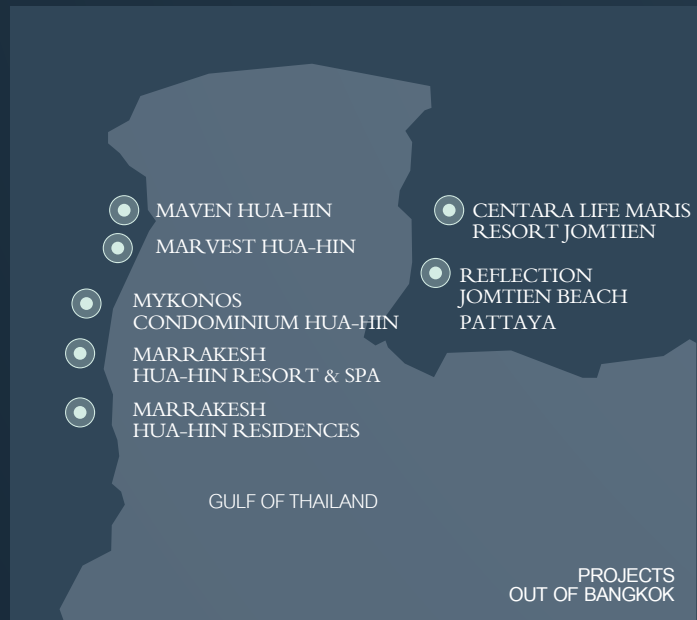 MAVEN HUA-HIN
MARVEST HUA-HIN
MYKONOS
CONDOMINIUM HUA-HIN
MARRAKESH
HUA-HIN RESORT & SPA
MARRAKESH
HUA-HIN RESIDENCES
CENTARA LIFE MARIS
RESORT JOMTIEN
REFLECTION
JOMTIEN BEACH
PATTAYA
GULF OF THAILAND
PROJECTS
OUT OF BANGKOK